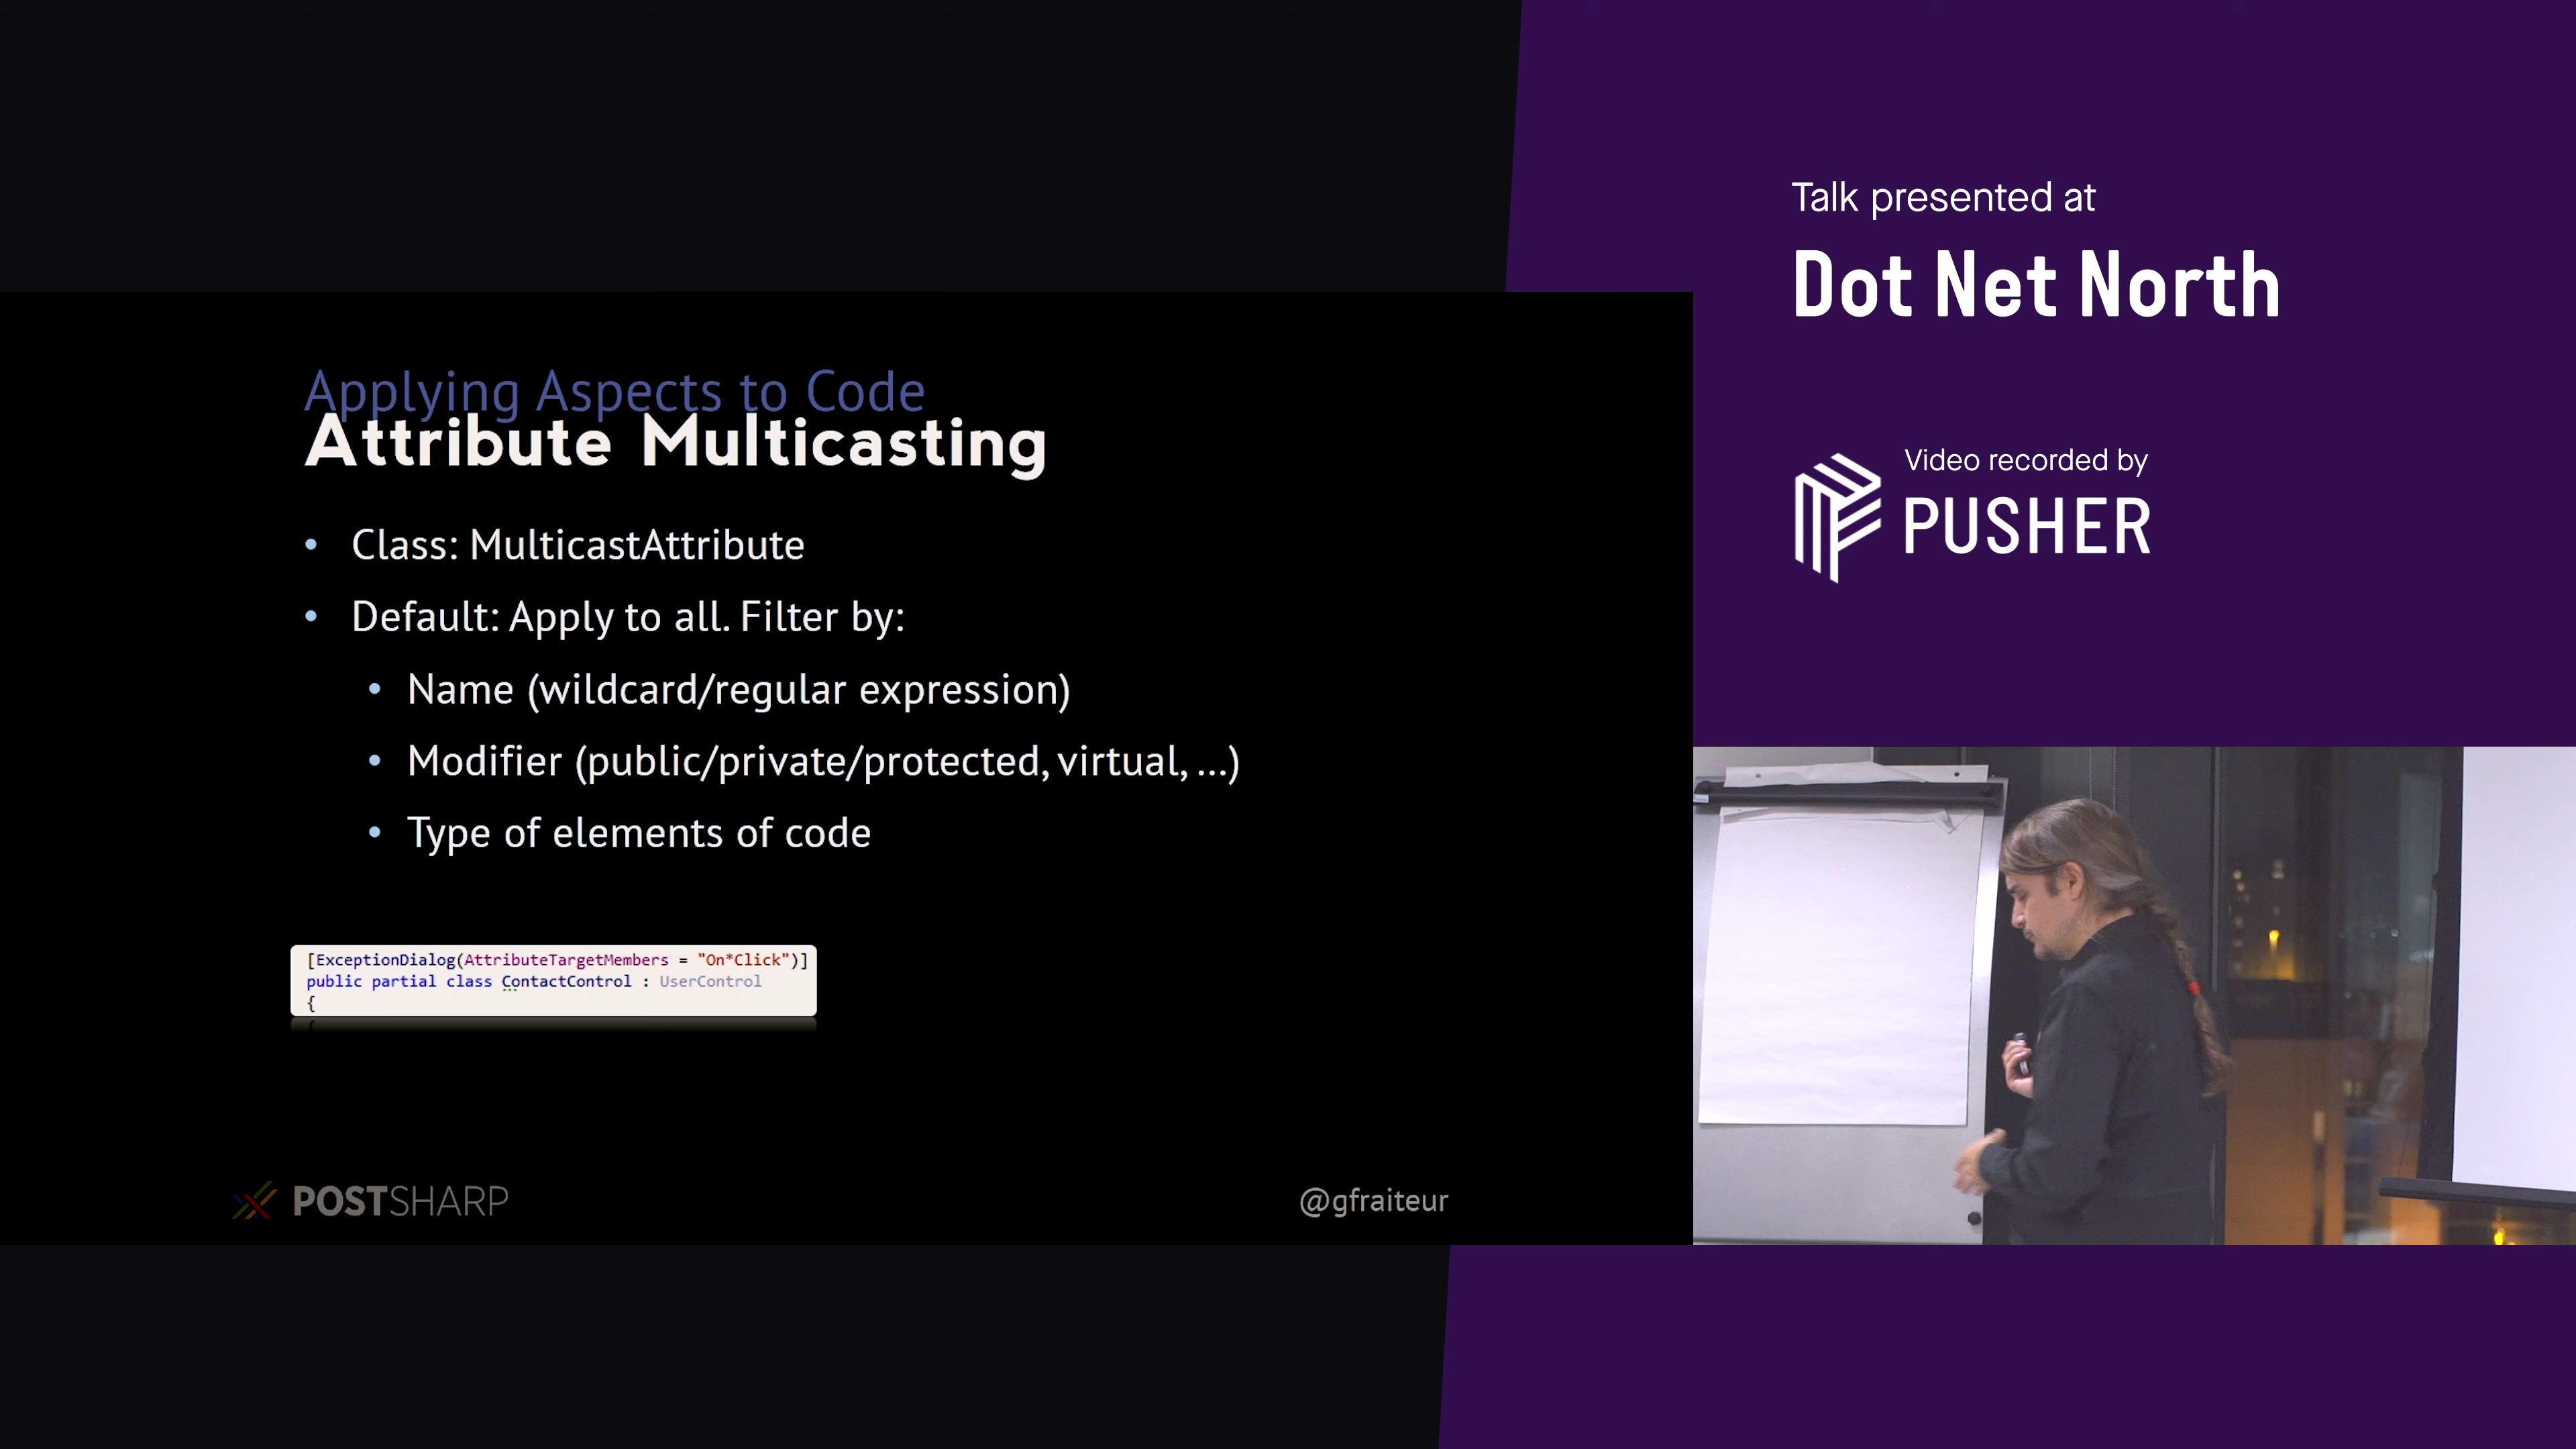 Talk presented at
Dot Net North
Video recorded by
PUSHER
Applying Aspects to Code
Attribute Multicasting
• Class: MulticastAttribute
• Default: Apply to all. Filter by:
• Name (wildcard/regular expression)
• Modifier (public/private/protected, virtual, ...)
• Type of elements of code
[ExceptionDialog(AttributeTargetMembers = "On*Click")]
public partial class ContactControl : UserControl
{
POSTSHARP
@gfraiteur